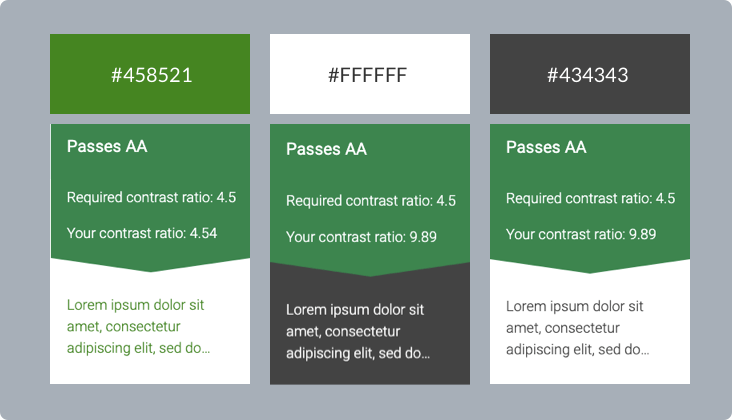 #458521
Passes AA
Required contrast ratio: 4.5
Your contrast ratio: 4.54
Lorem ipsum dolor sit
amet, consectetur
adipiscing elit, sed do...
#FFFFFF
Passes AA
Required contrast ratio: 4.5
Your contrast ratio: 9.89
Lorem ipsum dolor sit
amet, consectetur
adipiscing elit, sed do...
#434343
Passes AA
Required contrast ratio: 4.5
Your contrast ratio: 9.89
Lorem ipsum dolor sit
amet, consectetur
adipiscing elit, sed do...